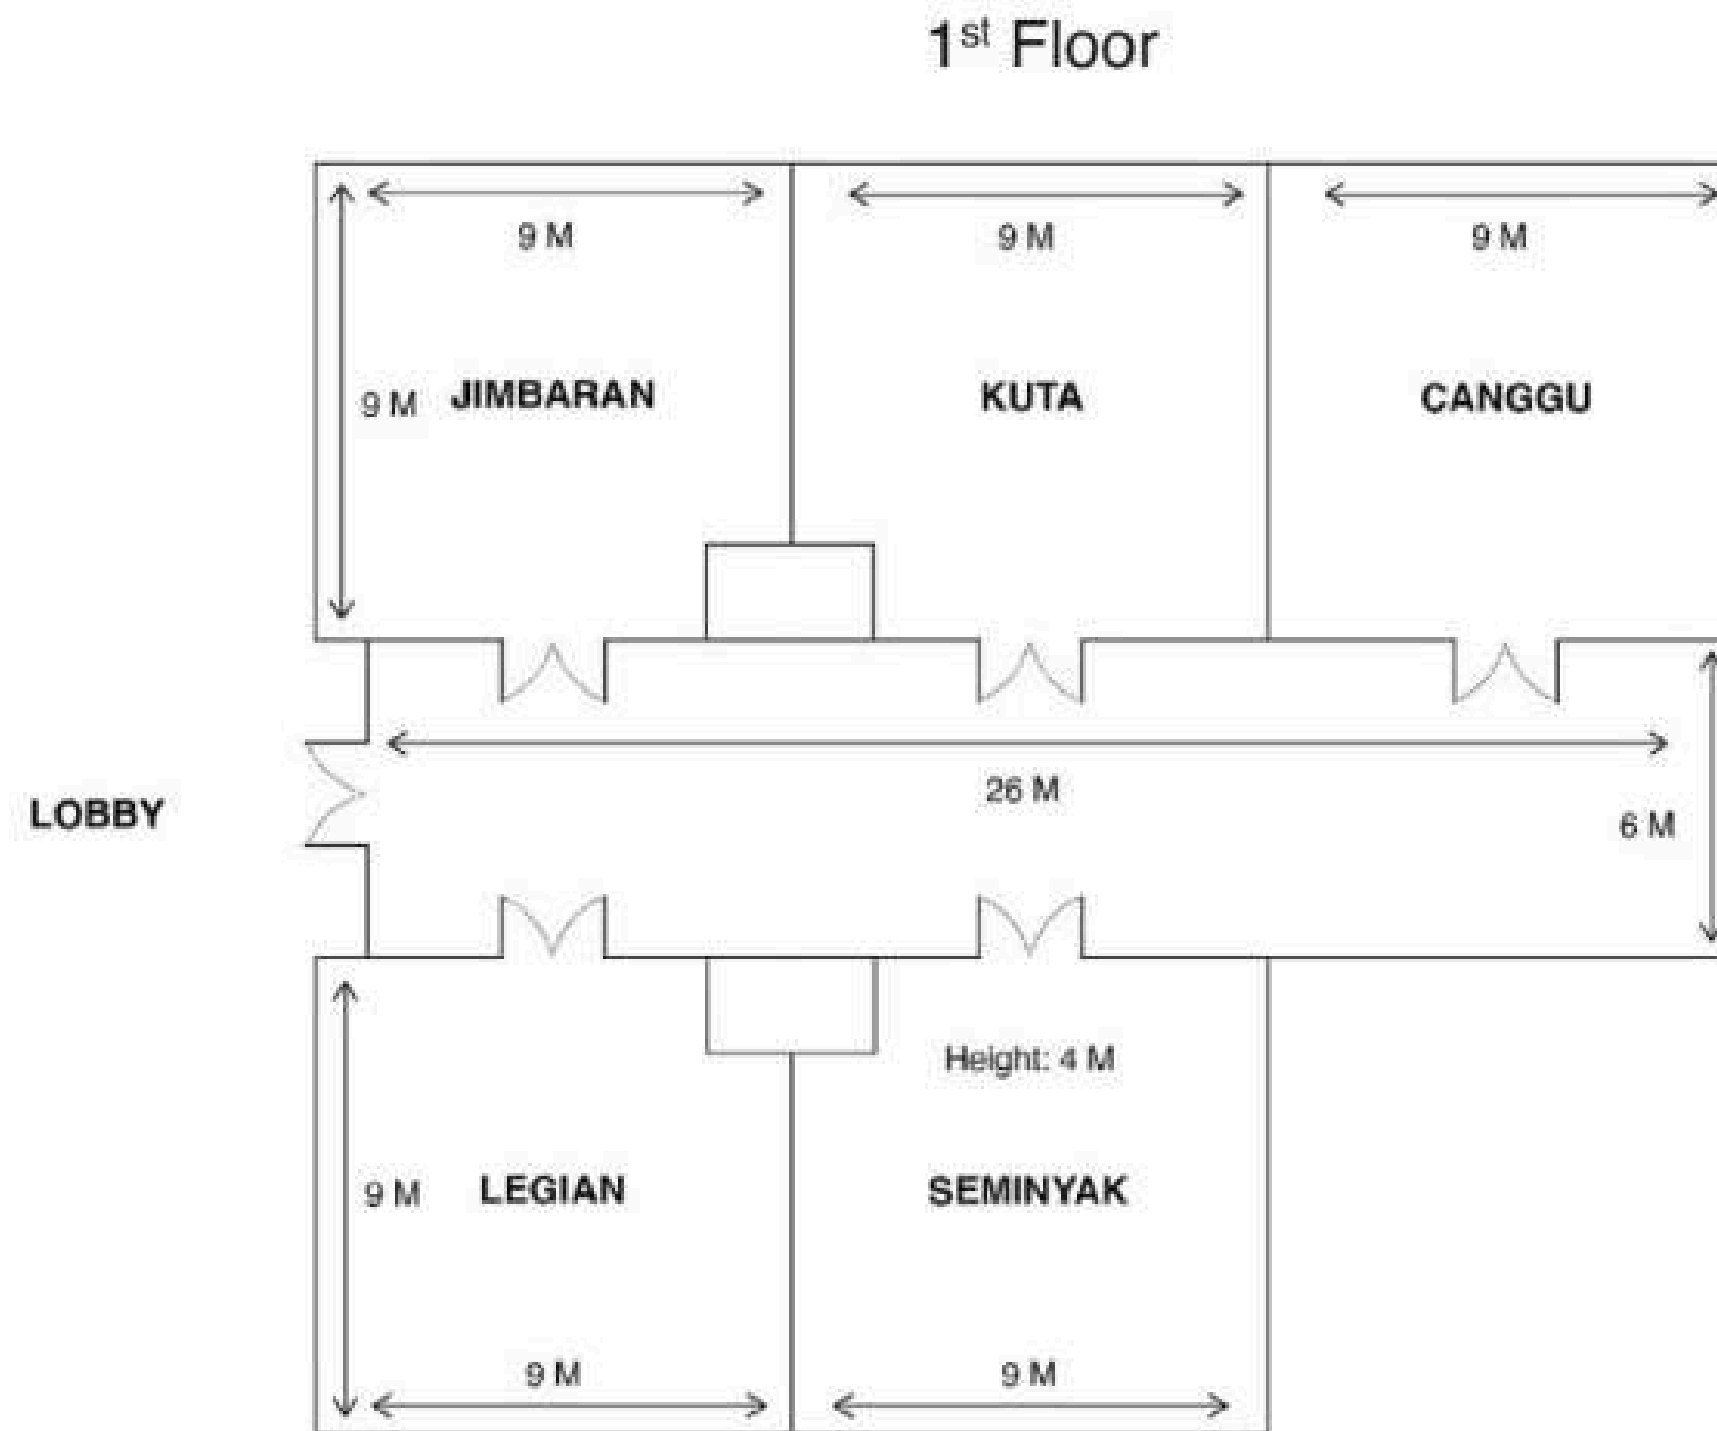 1st Floor
9 M
9 M
9 M
9 M
JIMBARAN
KUTA
CANGGU
26 M
LOBBY
6 M
Height: 4 M
9 M
LEGIAN
SEMINYAK
9 M
9 M